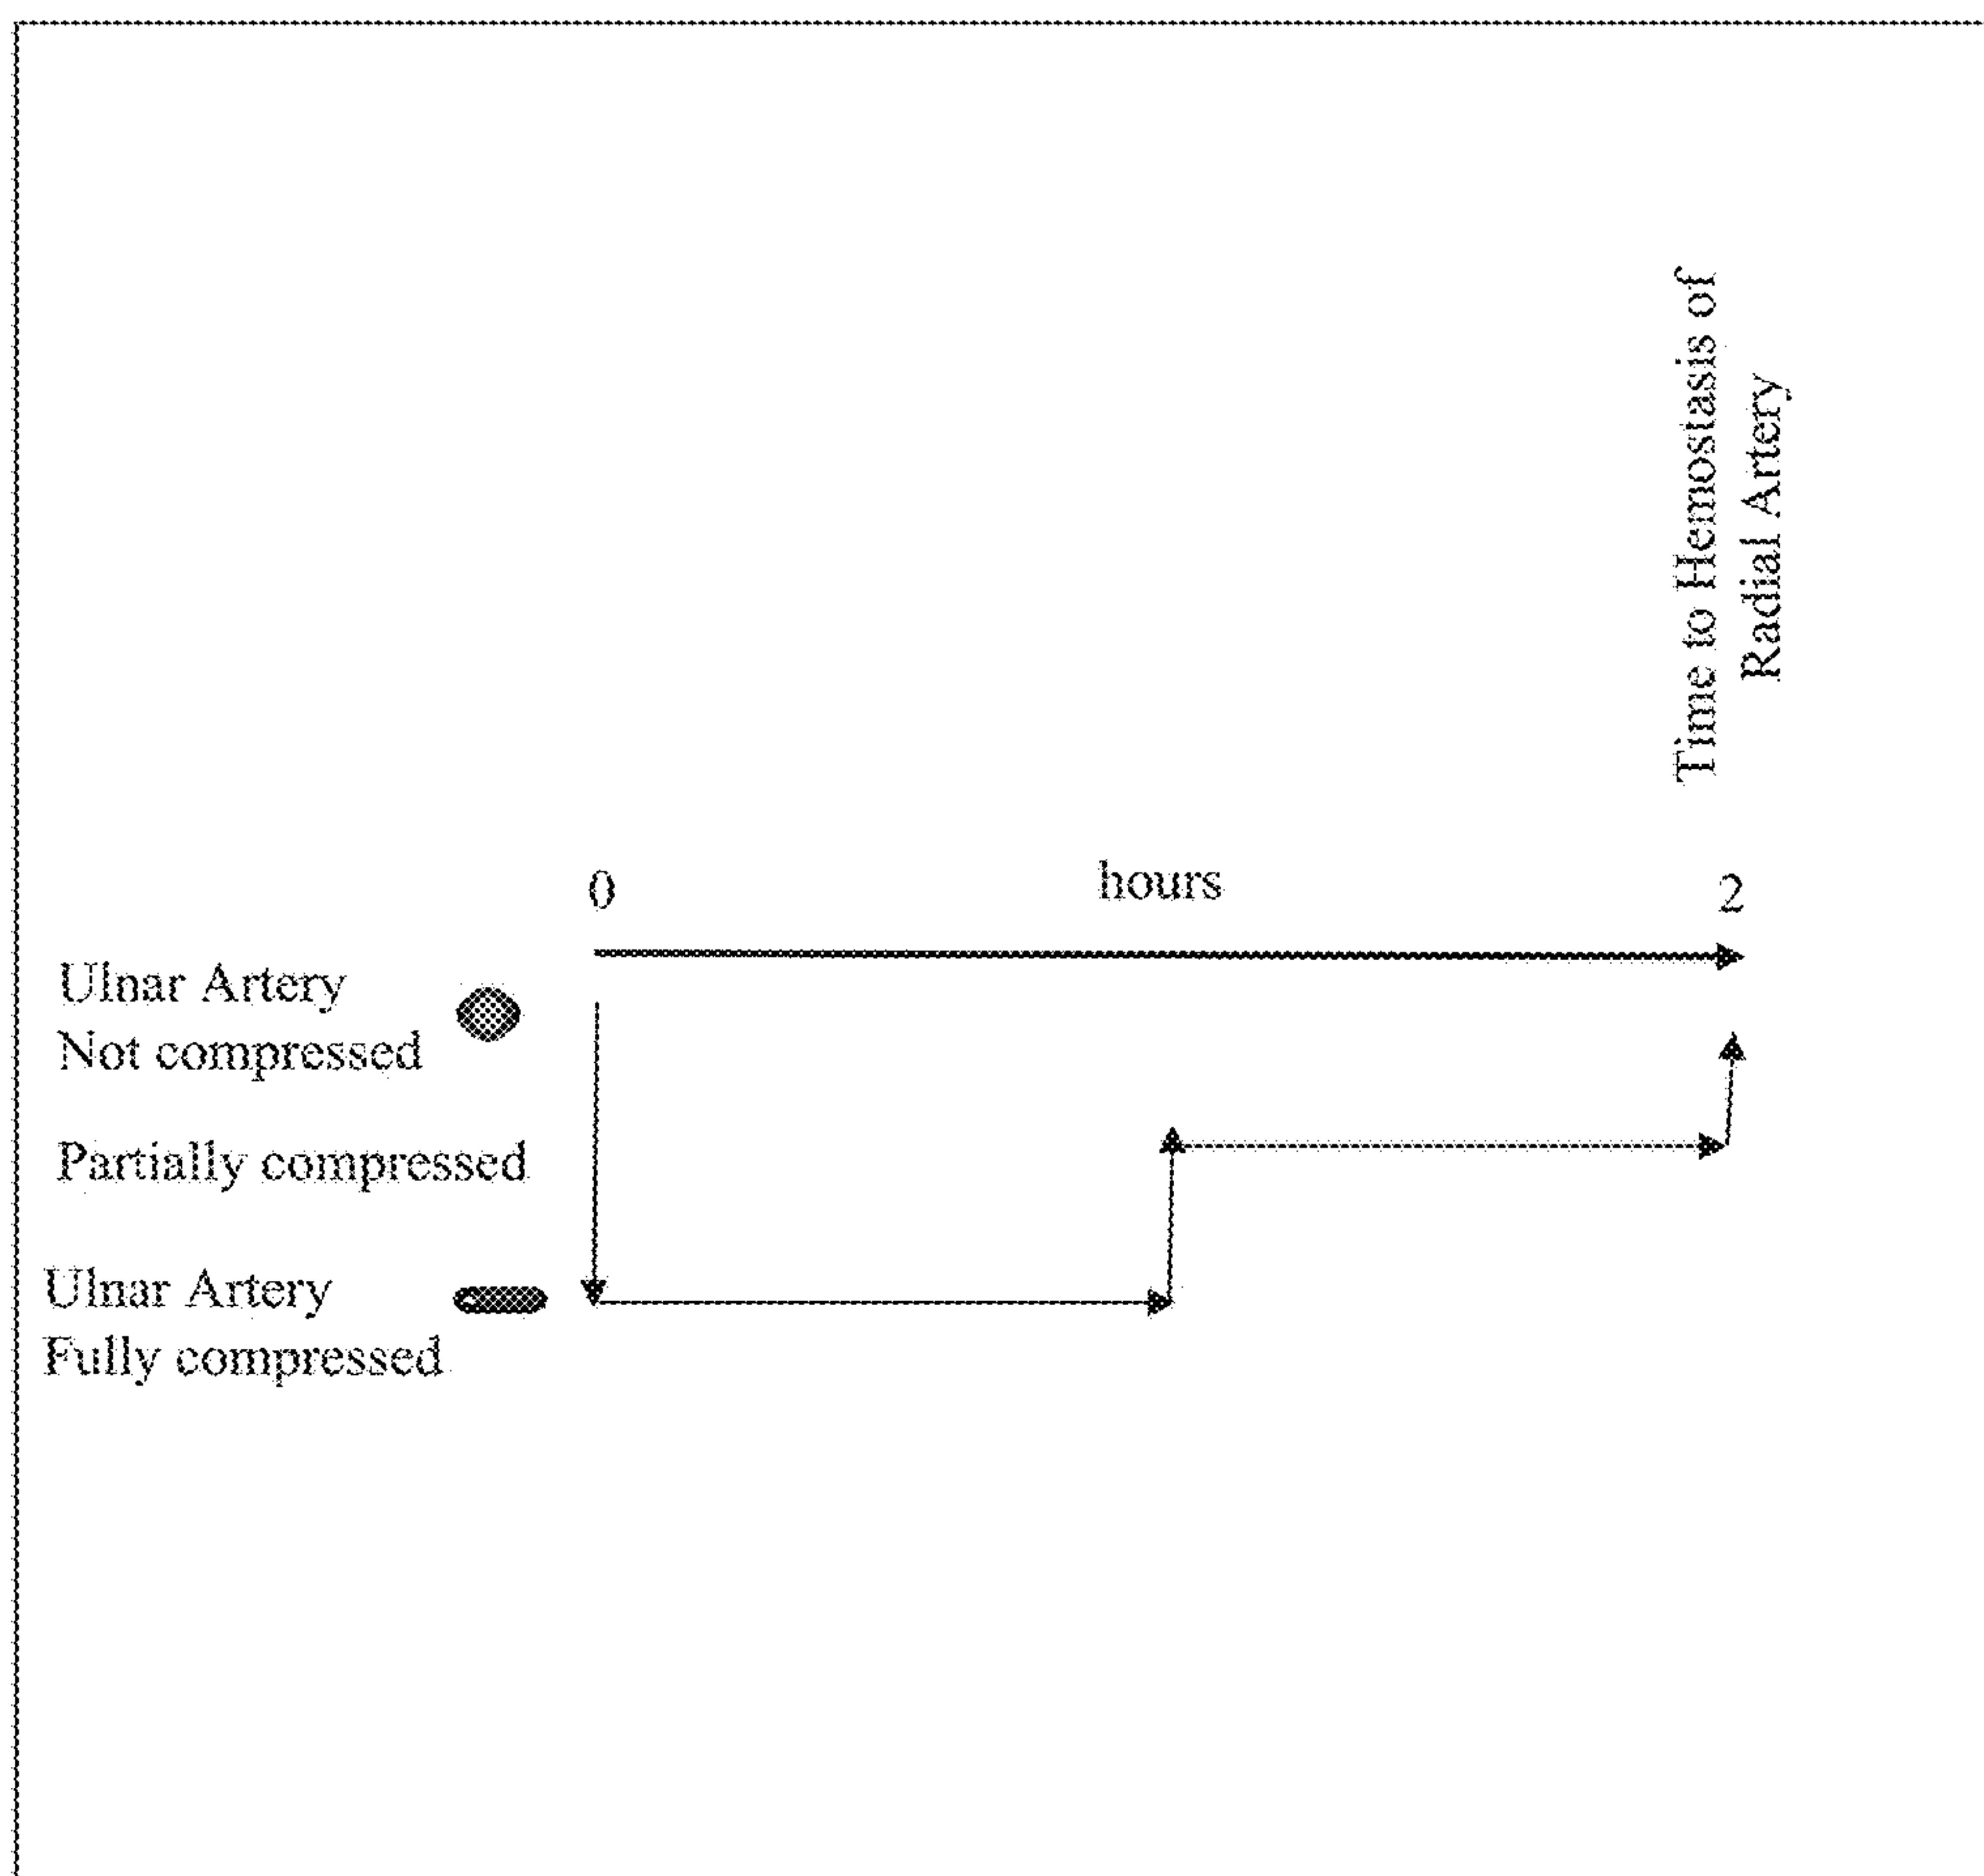 Time to Hemostasis of
Radial Artery
0 hours 2
Ulnar Artery
Not compressed
Partially compressed
Ulnar Artery
Fully compressed